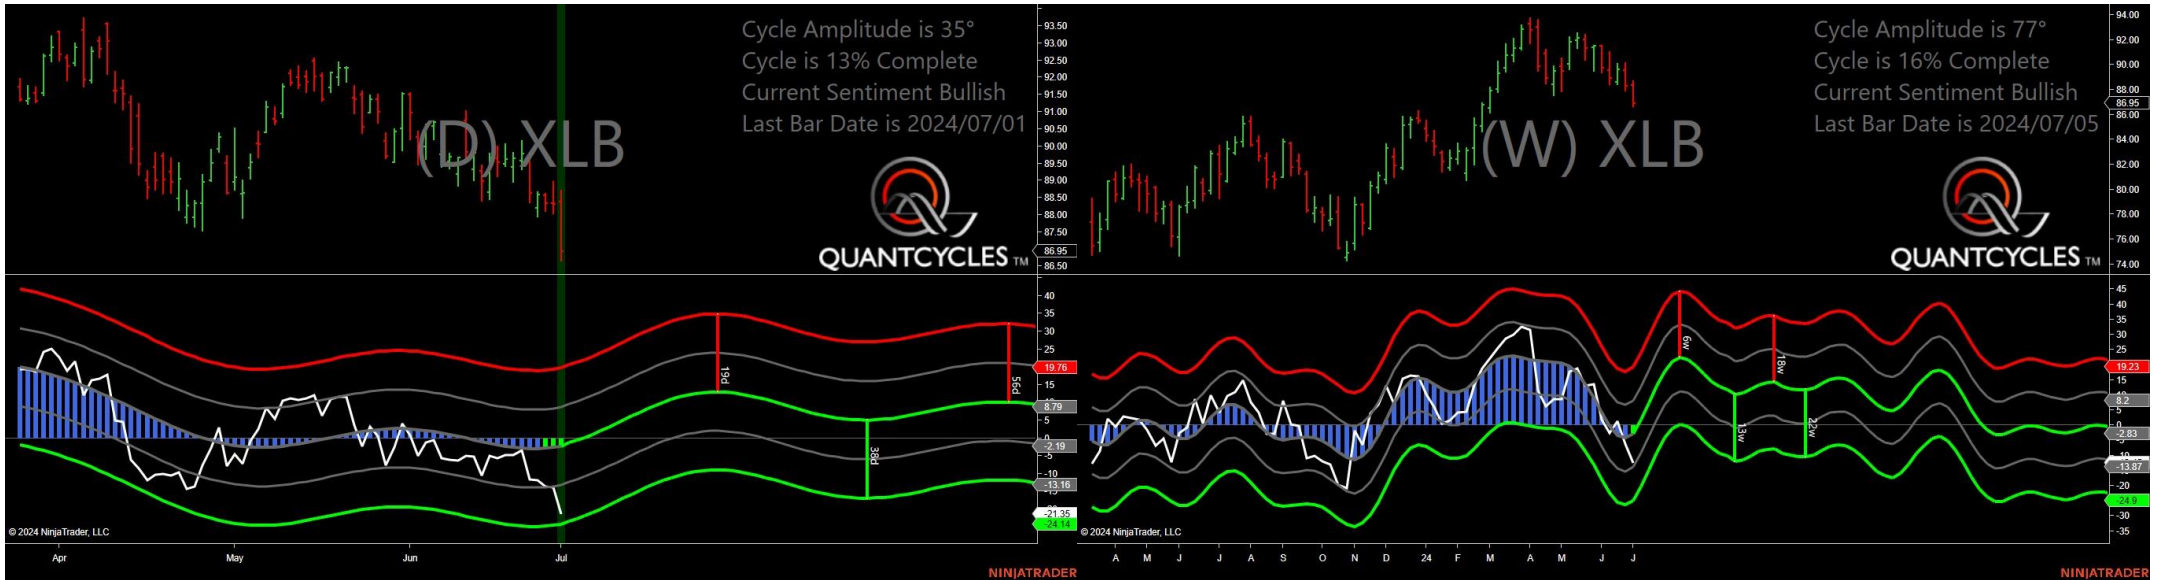 Cycle Amplitude is 35°
Cycle is 13% Complete
Current Sentiment Bullish
Last Bar Date is 2024/07/01
(D) XLB
QUANTCYCLES TM
93.50
93.00
92.50
92.00
91.50
91.00
90.50
90.00
89.50
89.00
88.50
88.00
87.50
86.95
86.50
40
35
30
25
19.76
15
8.79
5
0
-2.19
-5
-10
-13.16
-21.35
-24.14
19d
38d
56d
© 2024 NinjaTrader, LLC
Apr May Jun Jul
NINJATRADER
Cycle Amplitude is 77°
Cycle is 16% Complete
Current Sentiment Bullish
Last Bar Date is 2024/07/05
(W) XLB
QUANTCYCLES TM
94.00
92.00
90.00
88.00
86.95
86.00
84.00
82.00
80.00
78.00
76.00
74.00
45
40
35
30
25
19.23
15
8.2
5
-2.83
-13.87
-20
-24.9
-30
-35
6w
13w
18w
22w
© 2024 NinjaTrader, LLC
A M J J A S O N D 24 F M A M J J
NINJATRADER